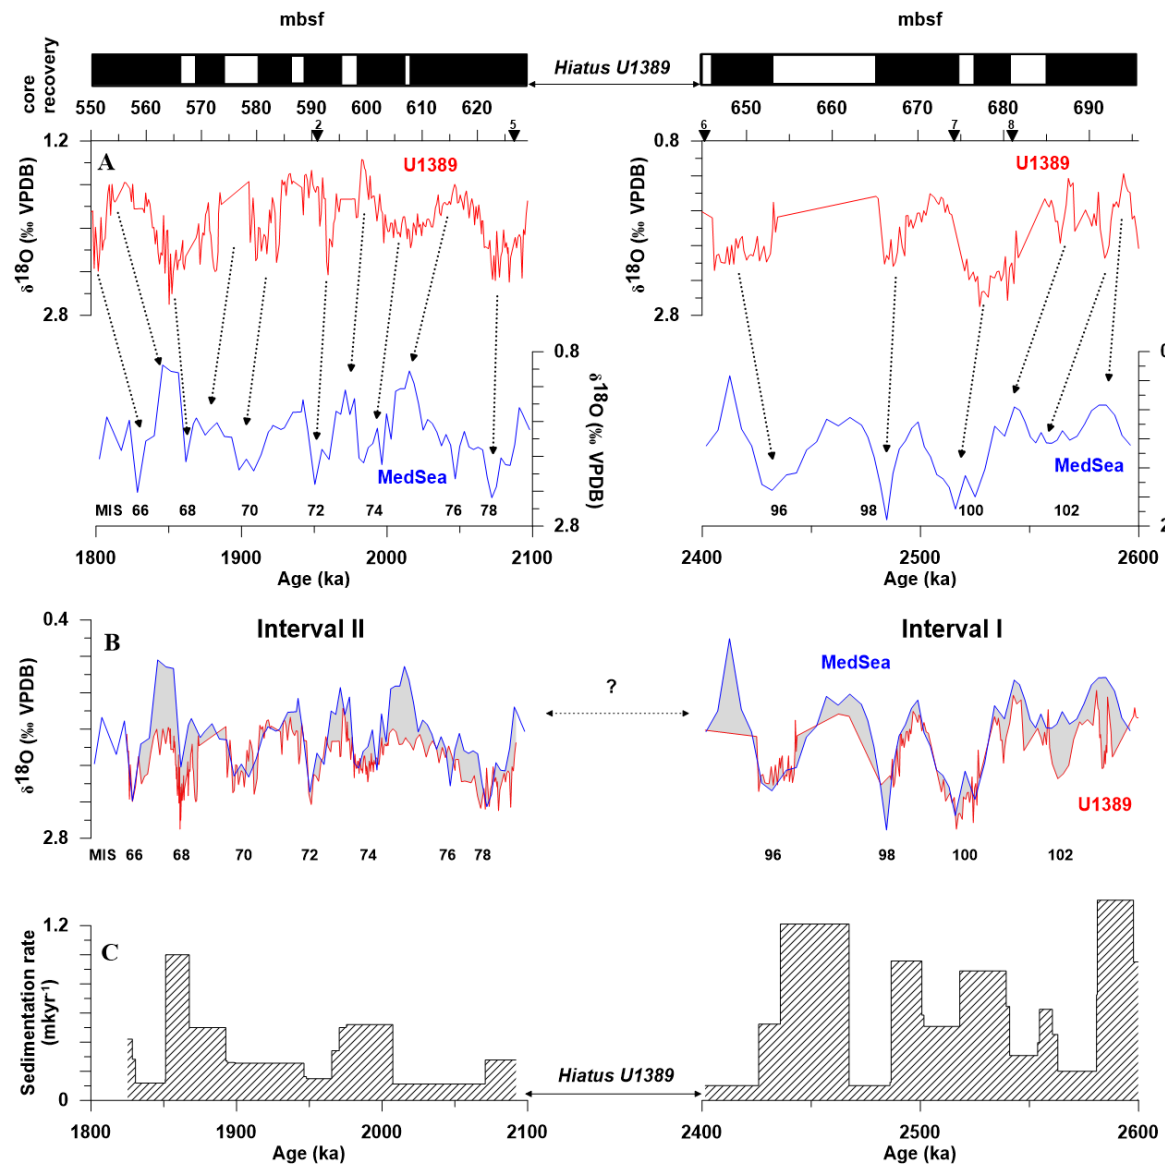 mbsf mbsf
core recovery
Hiatus U1389
550 560 570 580 590 600 610 620 650 660 670 680 690
2 5 6 7 8
1.2 A U1389 0.8 U1389
δ18O (‰ VPDB) δ18O (‰ VPDB)
2.8 2.8
0.8 0
δ18O (‰ VPDB)
MedSea MedSea
MIS 66 68 70 72 74 76 78 96 98 100 102
2.8 2
1800 1900 2000 2100 2400 2500 2600
Age (ka) Age (ka)
0.4 B Interval II Interval I
MedSea
?
δ18O (‰ VPDB)
U1389
2.8
MIS 66 68 70 72 74 76 78 96 98 100 102
1.2
C
Sedimentation rate
(mkyr-1)
Hiatus U1389
0
1800 1900 2000 2100 2400 2500 2600
Age (ka) Age (ka)